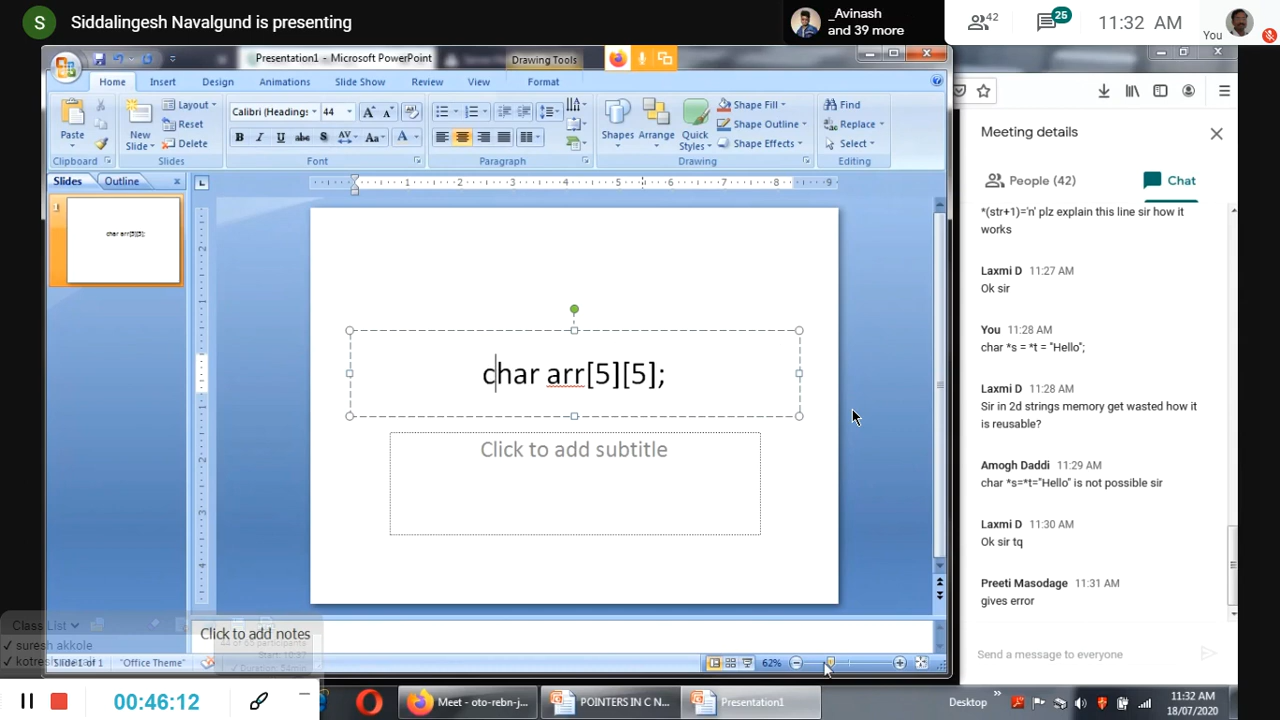 S Siddalingesh Navalgund is presenting
_Avinash
and 39 more
42
25
11:32 AM
You
Presentation1 - Microsoft PowerPoint
Drawing Tools
Home Insert Design Animations Slide Show Review View Format
Paste
Clipboard
New
Slide
Layout
Reset
Delete
Slides
Calibri (Headings) 44
B I U abe S AV Aa A
Font
Paragraph
Shapes
Arrange
Quick
Styles
Shape Fill
Shape Outline
Shape Effects
Drawing
Find
Replace
Select
Editing
Slides Outline
1
char arr[5][5];
char arr[5][5];
Click to add subtitle
Click to add notes
Class List
✓ suresh akkole
Slide 1 of 1
"Office Theme"
62%
Meeting details
People (42)
Chat
*(str+1)='n' plz explain this line sir how it
works
Laxmi D 11:27 AM
Ok sir
You 11:28 AM
char *s = *t = "Hello";
Laxmi D 11:28 AM
Sir in 2d strings memory get wasted how it
is reusable?
Amogh Daddi 11:29 AM
char *s=*t="Hello" is not possible sir
Laxmi D 11:30 AM
Ok sir tq
Preeti Masodage 11:31 AM
gives error
Send a message to everyone
00:46:12
Meet - oto-rebn-j...
POINTERS IN C N...
Presentation1
Desktop
11:32 AM
18/07/2020